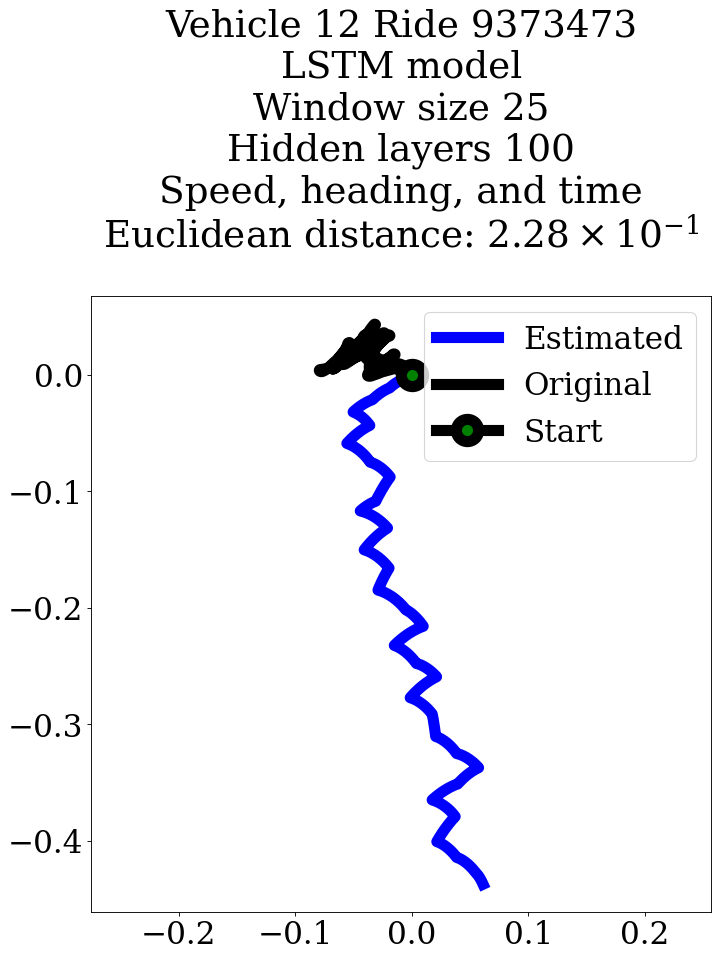 Vehicle 12 Ride 9373473
LSTM model
Window size 25
Hidden layers 100
Speed, heading, and time
Euclidean distance: 2.28 × 10⁻¹
Estimated
Original
Start
0.0
−0.1
−0.2
−0.3
−0.4
−0.2 −0.1 0.0 0.1 0.2